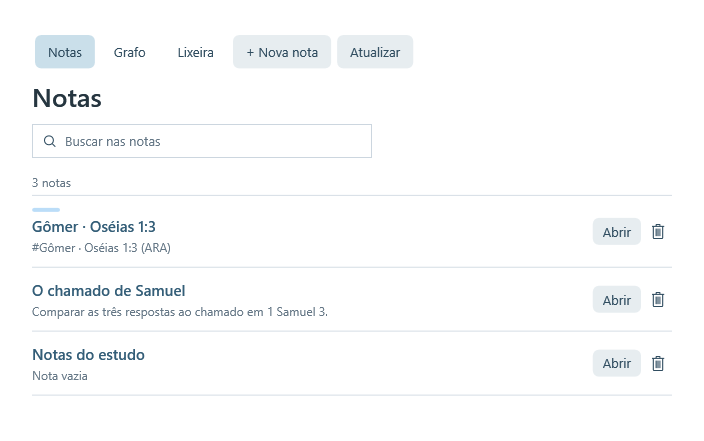 Notas Grafo Lixeira + Nova nota Atualizar
Notas
Buscar nas notas
3 notas
Gômer · Oséias 1:3
#Gômer · Oséias 1:3 (ARA)
Abrir
O chamado de Samuel
Comparar as três respostas ao chamado em 1 Samuel 3.
Abrir
Notas do estudo
Nota vazia
Abrir